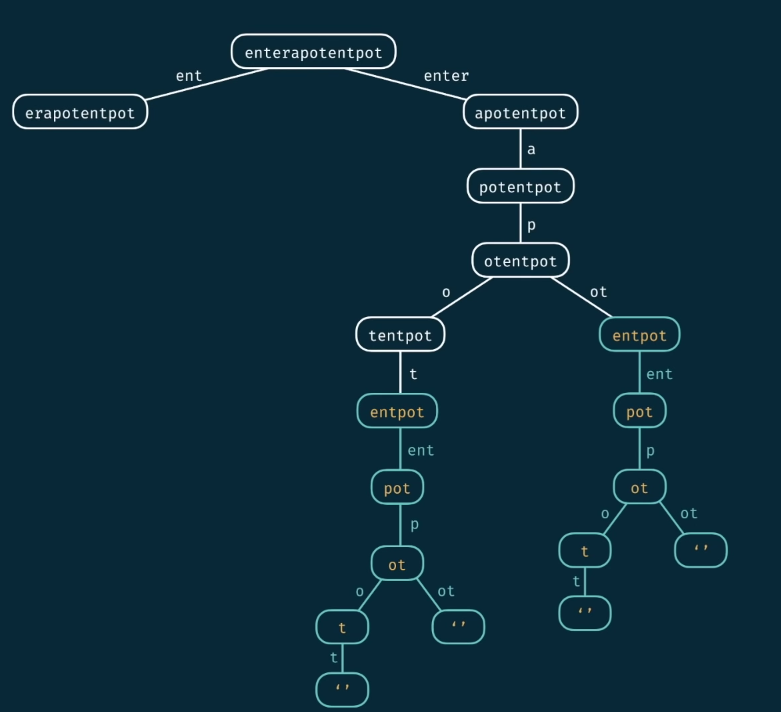 enterapotentpot
ent enter
erapotentpot apotentpot
a
potentpot
p
otentpot
o ot
tentpot entpot
t ent
entpot pot
ent p
pot ot
p o ot
ot t ‘’
o ot t
t ‘’ ‘’
t
‘’